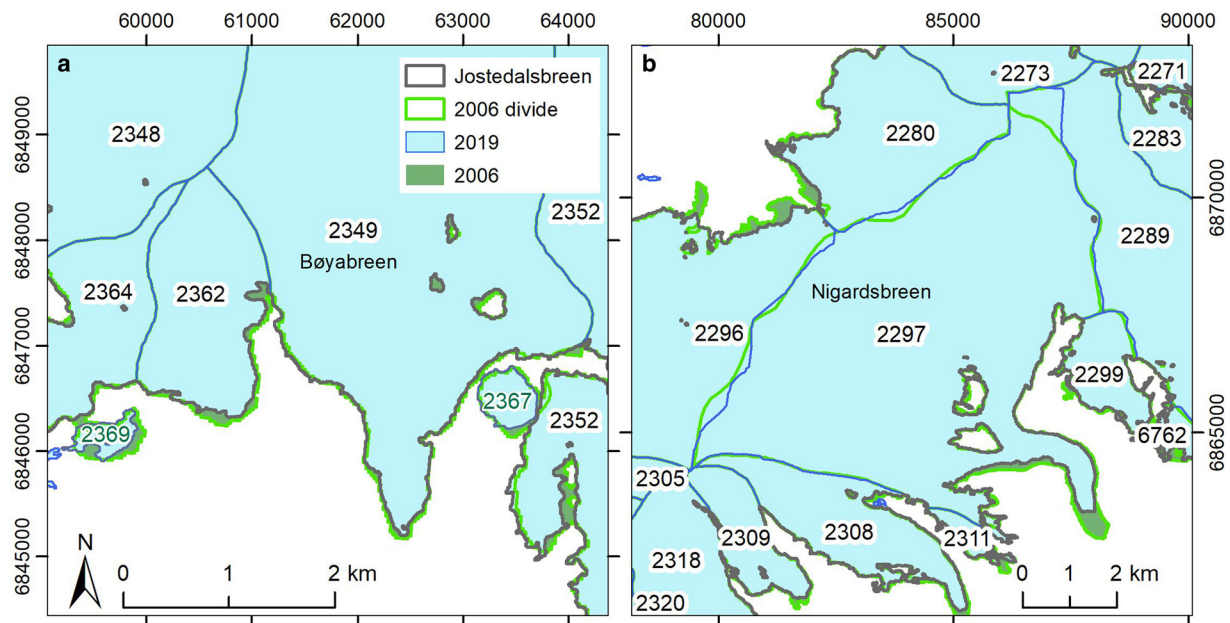 60000 61000 62000 63000 64000
80000 85000 90000
a
Jostedalsbreen
2006 divide
2019
2006
2348
2349
Bøyabreen
2352
2364
2362
2367
2352
2369
6849000
6848000
6847000
6846000
6845000
N
0 1 2 km
b
2273
2271
2280
2283
2289
Nigardsbreen
2296
2297
2299
6762
2305
2309
2308
2311
2318
2320
0 1 2 km
6870000
6865000